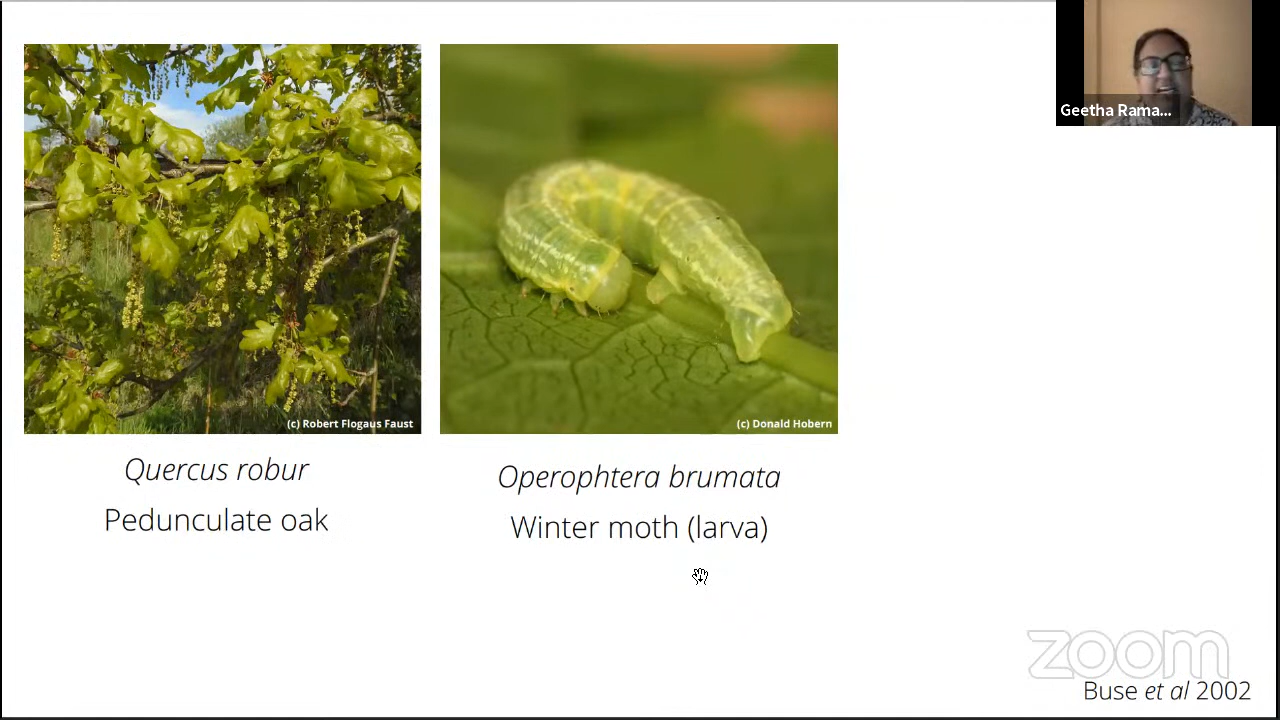 Geetha Rama...
(c) Robert Flogaus Faust
(c) Donald Hobern
Quercus robur
Pedunculate oak
Operophtera brumata
Winter moth (larva)
zoom
Buse et al 2002